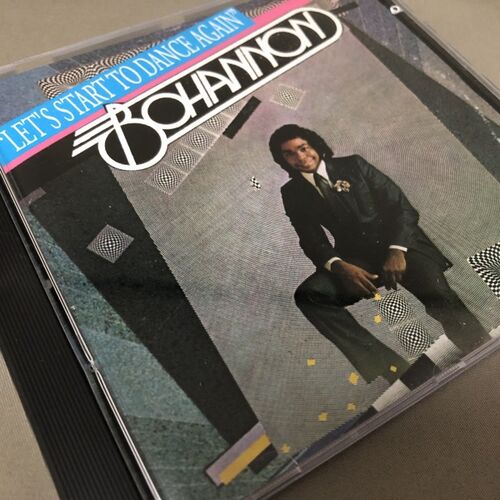 "LET'S START TO DANCE AGAIN"
BOHANNON